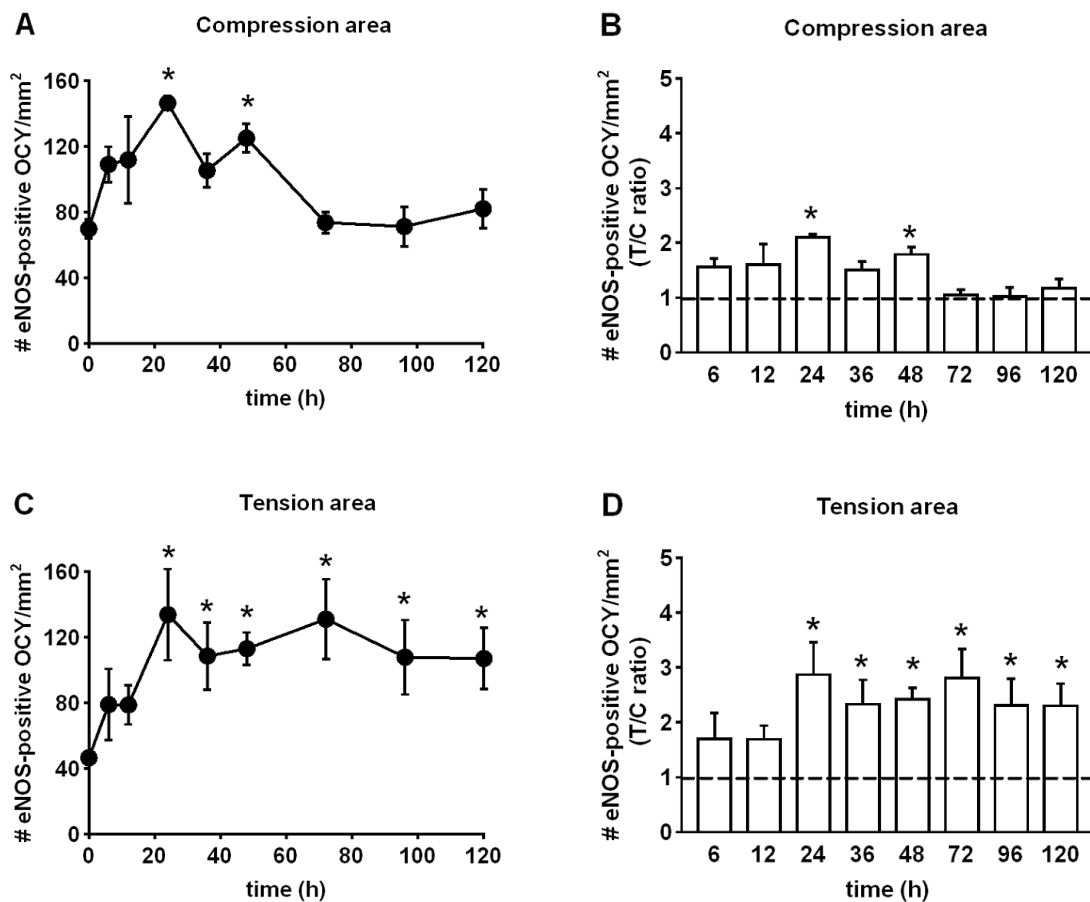 A
Compression area
*
*
160
120
80
40
0
# eNOS-positive OCY/mm²
0 20 40 60 80 100 120
time (h)
B
Compression area
*
*
5
4
3
2
1
0
# eNOS-positive OCY/mm²
(T/C ratio)
6 12 24 36 48 72 96 120
time (h)
C
Tension area
* * * * * *
160
120
80
40
0
# eNOS-positive OCY/mm²
0 20 40 60 80 100 120
time (h)
D
Tension area
* * * * * *
5
4
3
2
1
0
# eNOS-positive OCY/mm²
(T/C ratio)
6 12 24 36 48 72 96 120
time (h)